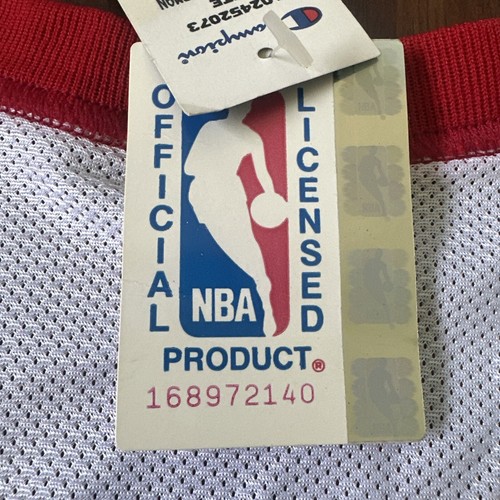 02452073
Champion
OFFICIAL
LICENSED
NBA
PRODUCT®
168972140